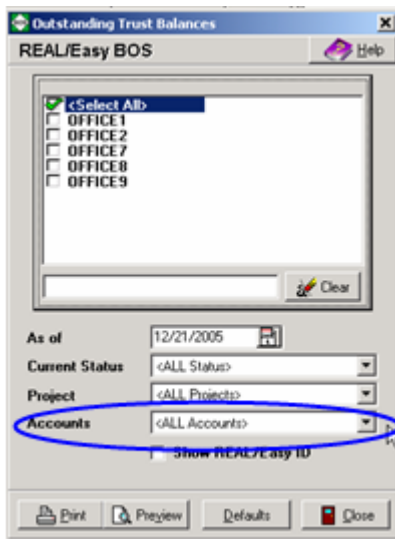 Outstanding Trust Balances
REAL/Easy BOS Help
<Select All>
OFFICE1
OFFICE2
OFFICE7
OFFICE8
OFFICE9
Clear
As of 12/21/2005
Current Status <ALL Status>
Project <ALL Projects>
Accounts <ALL Accounts>
Show REAL/Easy ID
Print Preview Defaults Close